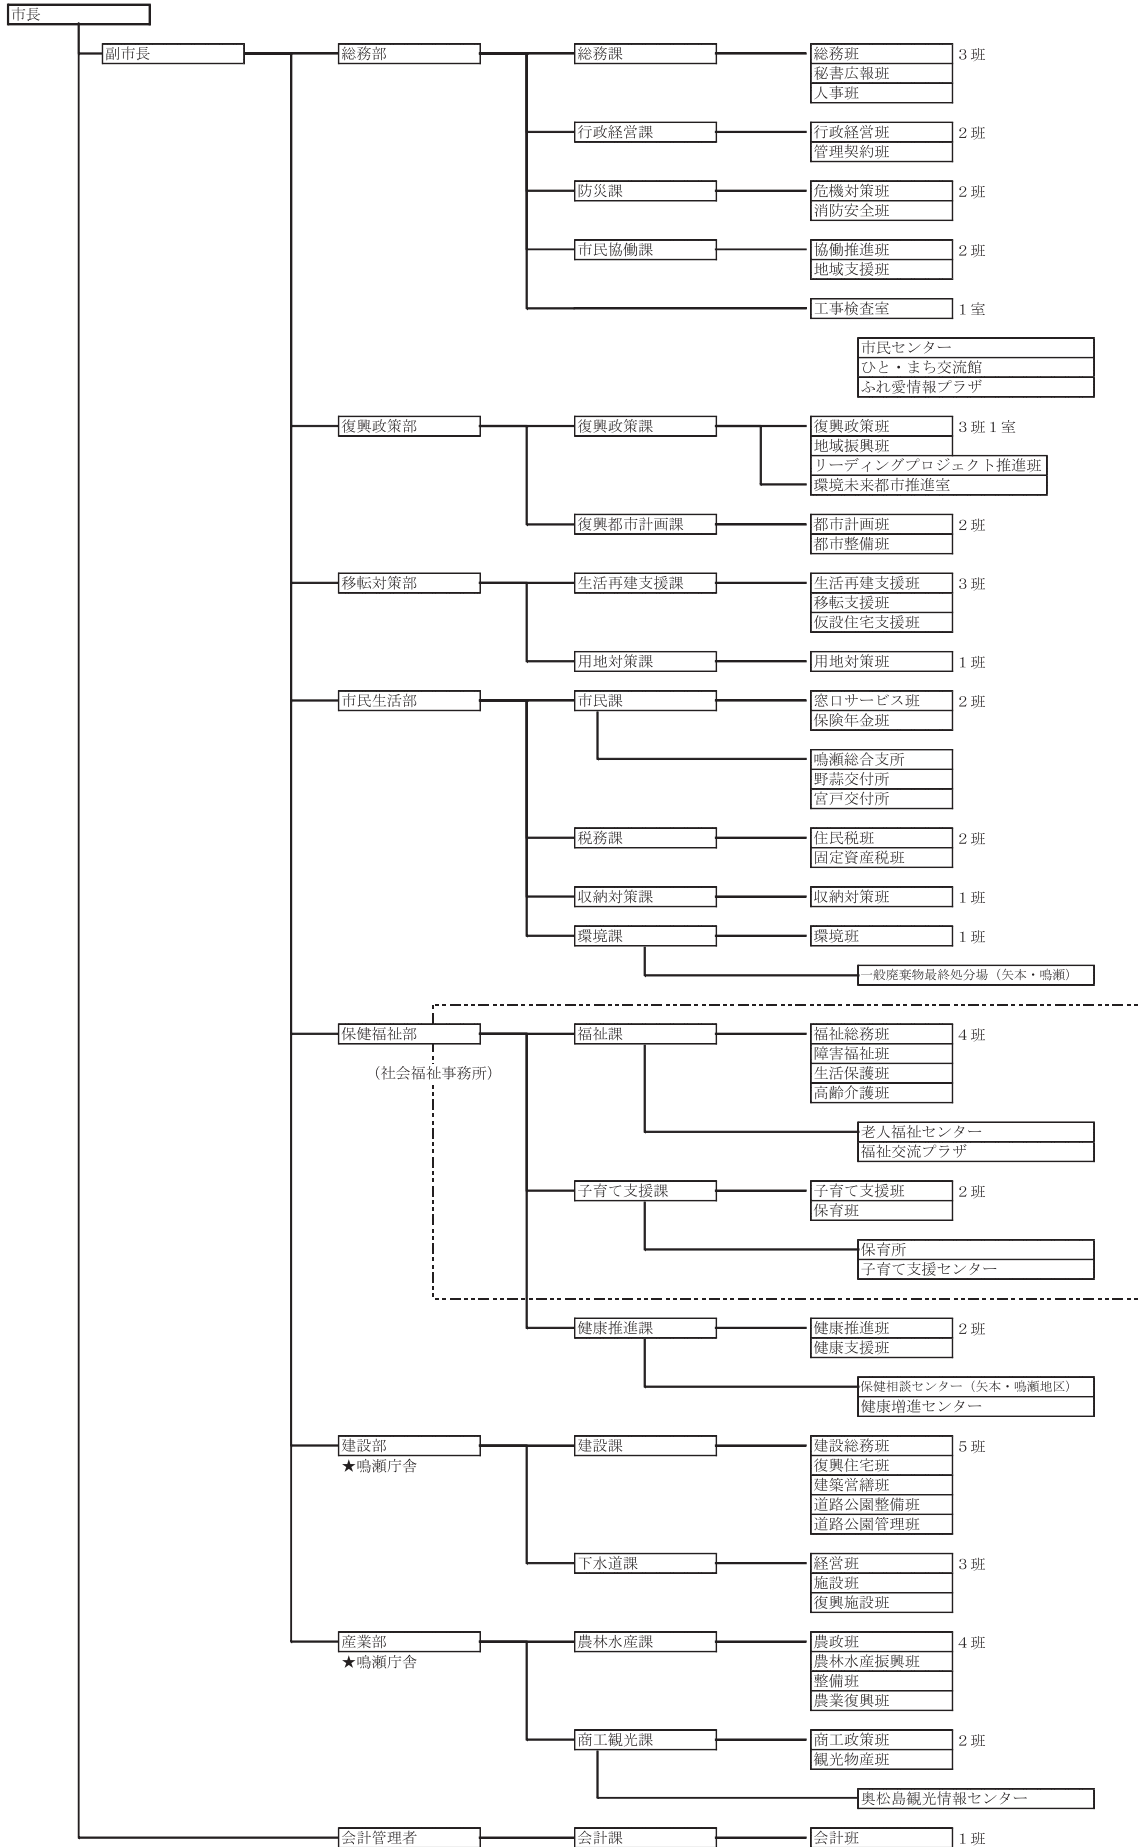 市長
副市長 総務部 総務課 総務班 3班
秘書広報班
人事班
行政経営課 行政経営班 2班
管理契約班
防災課 危機対策班 2班
消防安全班
市民協働課 協働推進班 2班
地域支援班
工事検査室 1室
市民センター
ひと・まち交流館
ふれ愛情報プラザ
復興政策部 復興政策課 復興政策班 3班1室
地域振興班
リーディングプロジェクト推進班
環境未来都市推進室
復興都市計画課 都市計画班 2班
都市整備班
移転対策部 生活再建支援課 生活再建支援班 3班
移転支援班
仮設住宅支援班
用地対策課 用地対策班 1班
市民生活部 市民課 窓口サービス班 2班
保険年金班
鳴瀬総合支所
野蒜交付所
宮戸交付所
税務課 住民税班 2班
固定資産税班
収納対策課 収納対策班 1班
環境課 環境班 1班
一般廃棄物最終処分場（矢本・鳴瀬）
保健福祉部 福祉課 福祉総務班 4班
障害福祉班
（社会福祉事務所） 生活保護班
高齢介護班
老人福祉センター
福祉交流プラザ
子育て支援課 子育て支援班 2班
保育班
保育所
子育て支援センター
健康推進課 健康推進班 2班
健康支援班
保健相談センター（矢本・鳴瀬地区）
健康増進センター
建設部 建設課 建設総務班 5班
★鳴瀬庁舎 復興住宅班
建築営繕班
道路公園整備班
道路公園管理班
下水道課 経営班 3班
施設班
復興施設班
産業部 農林水産課 農政班 4班
★鳴瀬庁舎 農林水産振興班
整備班
農業復興班
商工観光課 商工政策班 2班
観光物産班
奥松島観光情報センター
会計管理者 会計課 会計班 1班